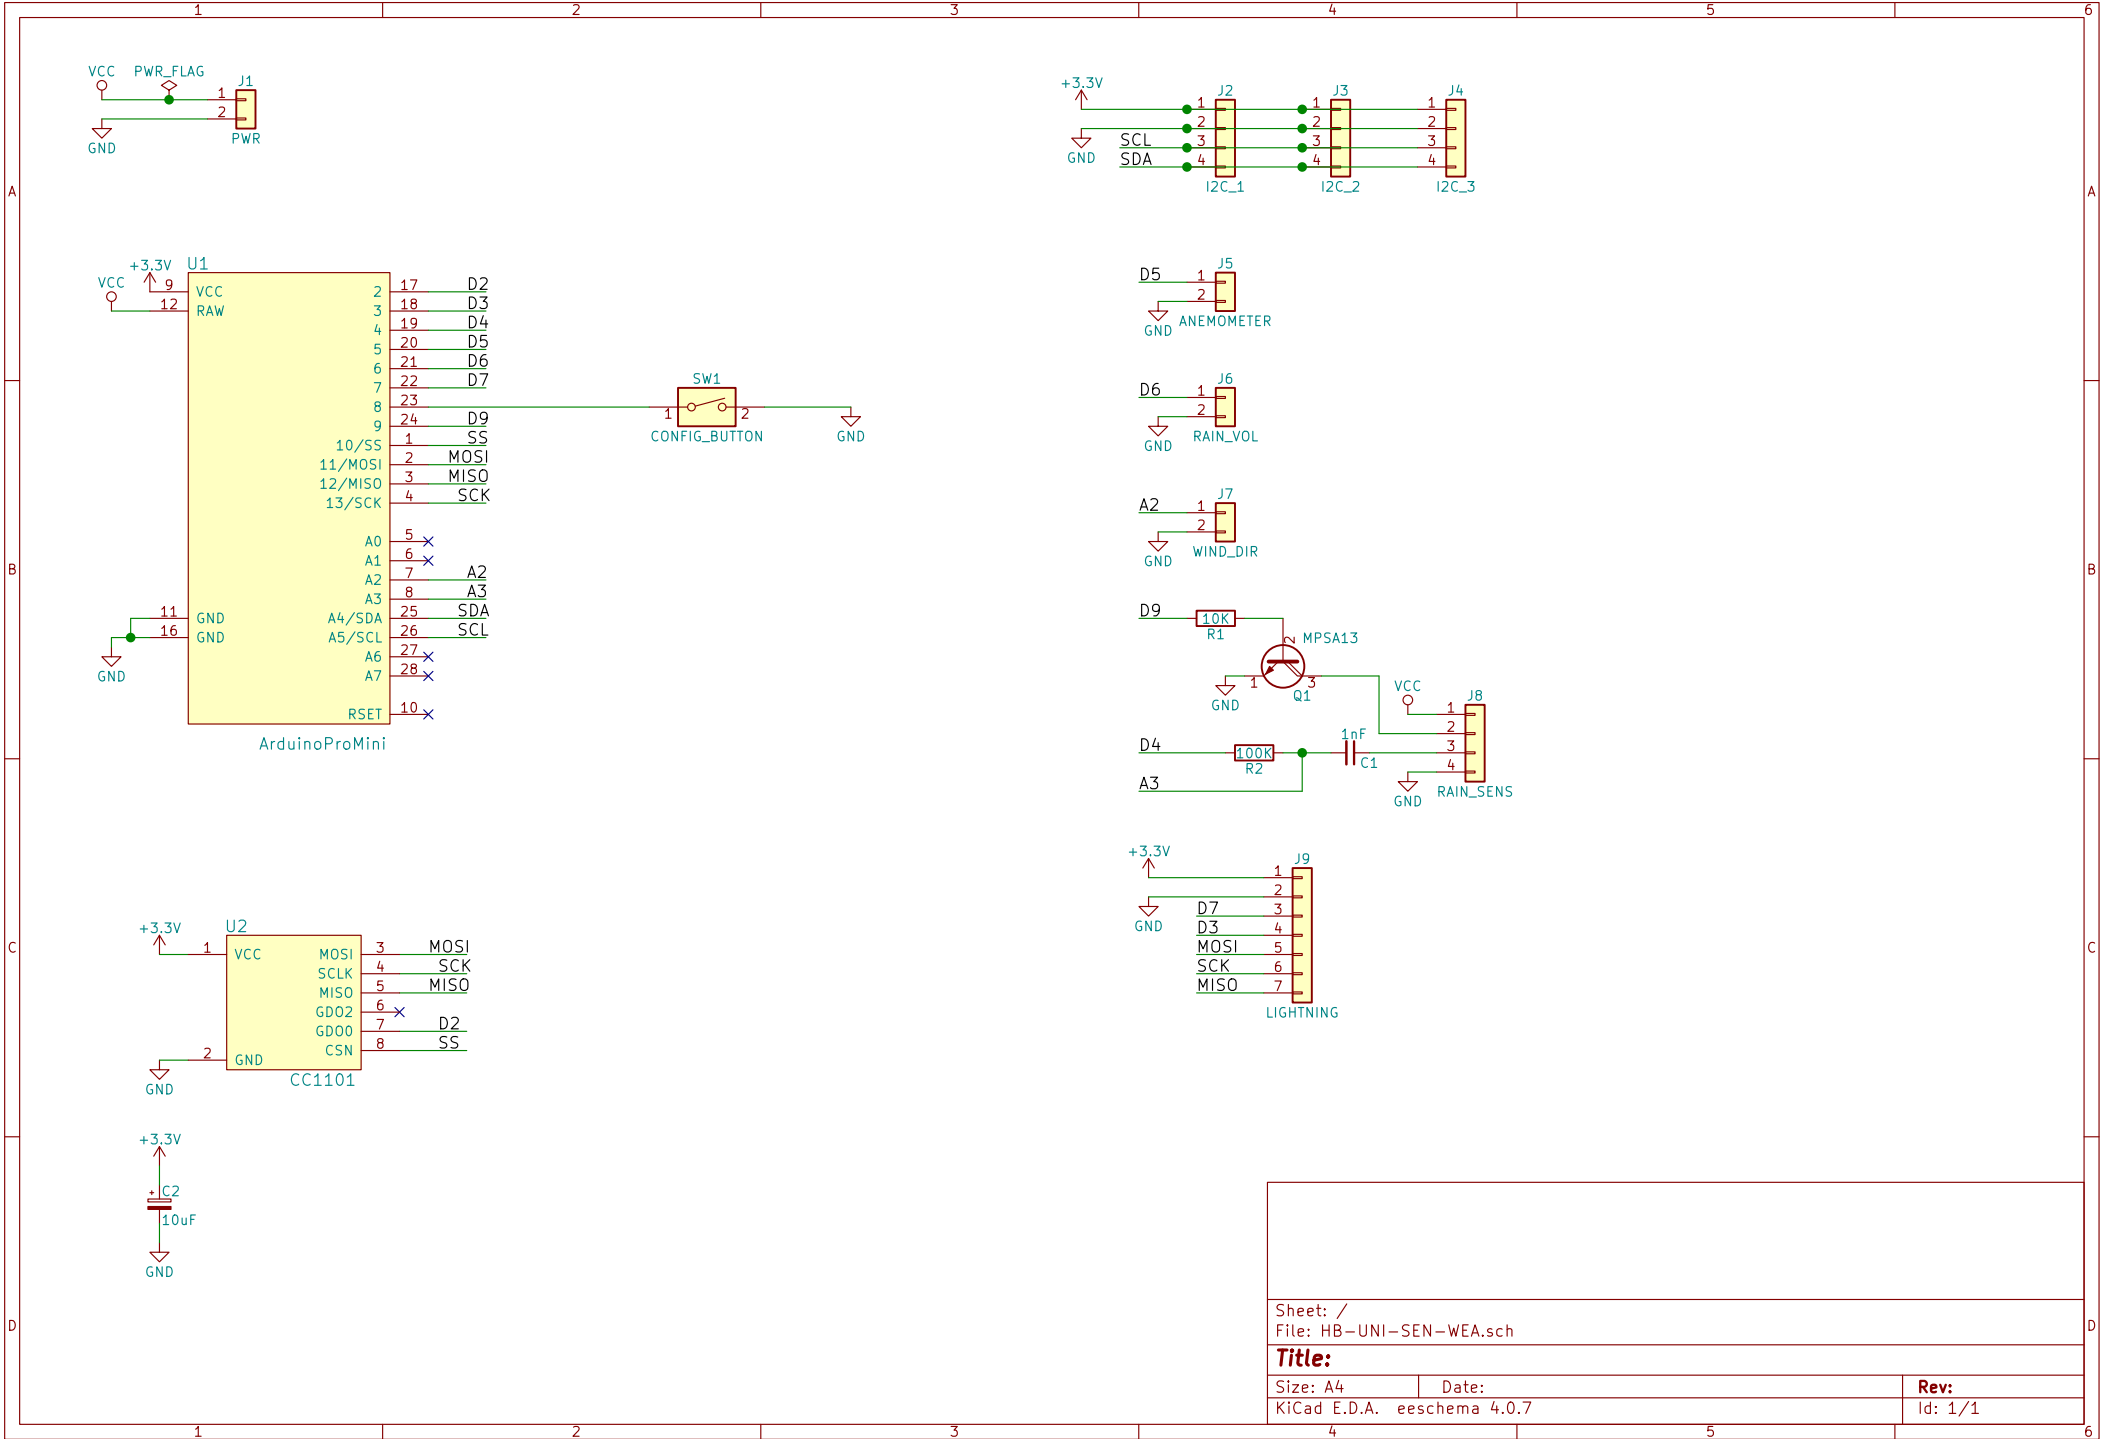 1 2 3 4 5 6
A
B
C
D
A
B
C
D
VCC
PWR_FLAG
J1
1
2
GND
PWR
+3.3V
J2
J3
J4
1
2
3
4
1
2
3
4
1
2
3
4
SCL
SDA
GND
I2C_1
I2C_2
I2C_3
+3.3V
VCC
U1
9 VCC
12 RAW
11 GND
16 GND
GND
2 17 D2
3 18 D3
4 19 D4
5 20 D5
6 21 D6
7 22 D7
8 23
9 24 D9
10/SS 1 SS
11/MOSI 2 MOSI
12/MISO 3 MISO
13/SCK 4 SCK
A0 5
A1 6
A2 7 A2
A3 8 A3
A4/SDA 25 SDA
A5/SCL 26 SCL
A6 27
A7 28
RSET 10
ArduinoProMini
SW1
1
2
CONFIG_BUTTON
GND
J5
D5 1
2
GND
ANEMOMETER
J6
D6 1
2
GND
RAIN_VOL
J7
A2 1
2
GND
WIND_DIR
D9
10K
R1
2
MPSA13
1
3
Q1
GND
VCC
J8
1
2
3
4
D4
100K
R2
1nF
C1
A3
GND
RAIN_SENS
+3.3V
J9
1
2
GND
D7 3
D3 4
MOSI 5
SCK 6
MISO 7
LIGHTNING
+3.3V
U2
1 VCC
2 GND
GND
MOSI 3 MOSI
SCLK 4 SCK
MISO 5 MISO
GDO2 6
GDO0 7 D2
CSN 8 SS
CC1101
+3.3V
+
C2
10uF
GND
Sheet: /
File: HB-UNI-SEN-WEA.sch
Title:
Size: A4 Date: Rev:
KiCad E.D.A. eeschema 4.0.7 Id: 1/1
1 2 3 4 5 6